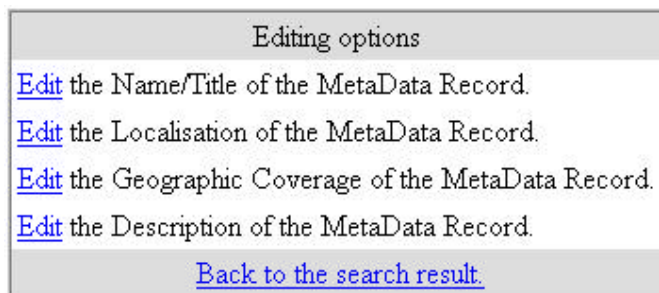 Editing options
Edit the Name/Title of the MetaData Record.
Edit the Localisation of the MetaData Record.
Edit the Geographic Coverage of the MetaData Record.
Edit the Description of the MetaData Record.
Back to the search result.